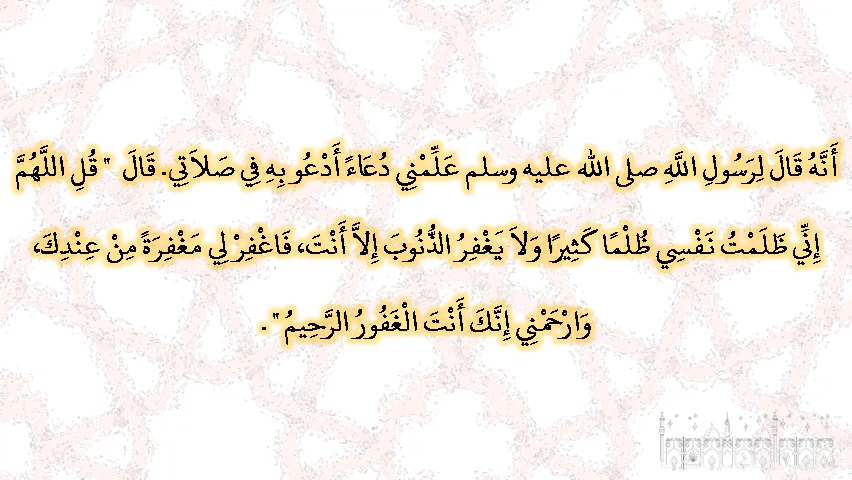 أَنَّهُ قَالَ لِرَسُولِ اللَّهِ صلى الله عليه وسلم عَلِّمْنِي دُعَاءً أَدْعُو بِهِ فِي صَلاَتِي. قَالَ " قُلِ اللَّهُمَّ
إِنِّي ظَلَمْتُ نَفْسِي ظُلْمًا كَثِيرًا وَلاَ يَغْفِرُ الذُّنُوبَ إِلاَّ أَنْتَ، فَاغْفِرْ لِي مَغْفِرَةً مِنْ عِنْدِكَ،
وَارْحَمْنِي إِنَّكَ أَنْتَ الْغَفُورُ الرَّحِيمُ ".